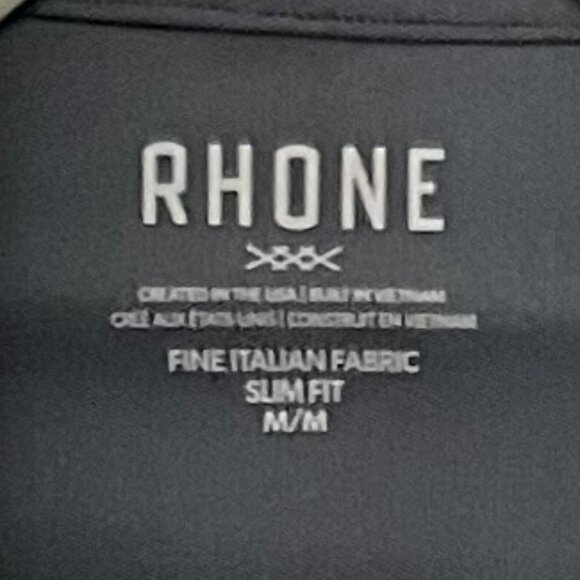 RHONE
CREATED IN THE USA | BUILT IN VIETNAM
CRÉÉ AUX ÉTATS UNIS | CONSTRUIT EN VIETNAM
FINE ITALIAN FABRIC
SLIM FIT
M/M